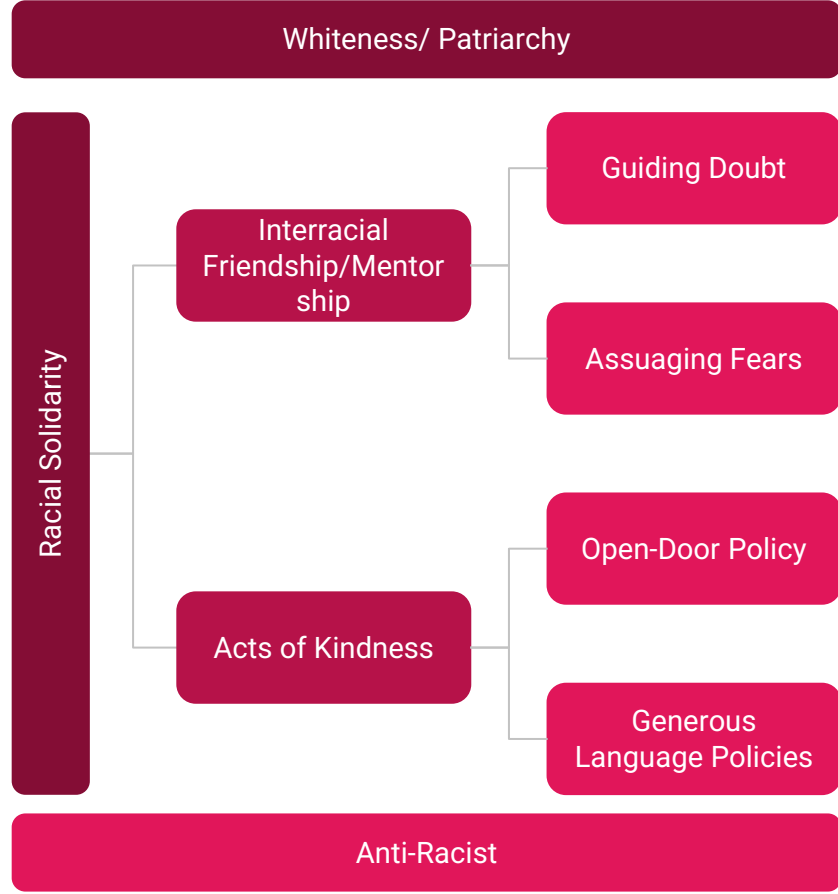 Whiteness/ Patriarchy
Racial Solidarity
Interracial
Friendship/Mentor
ship
Guiding Doubt
Assuaging Fears
Acts of Kindness
Open-Door Policy
Generous
Language Policies
Anti-Racist